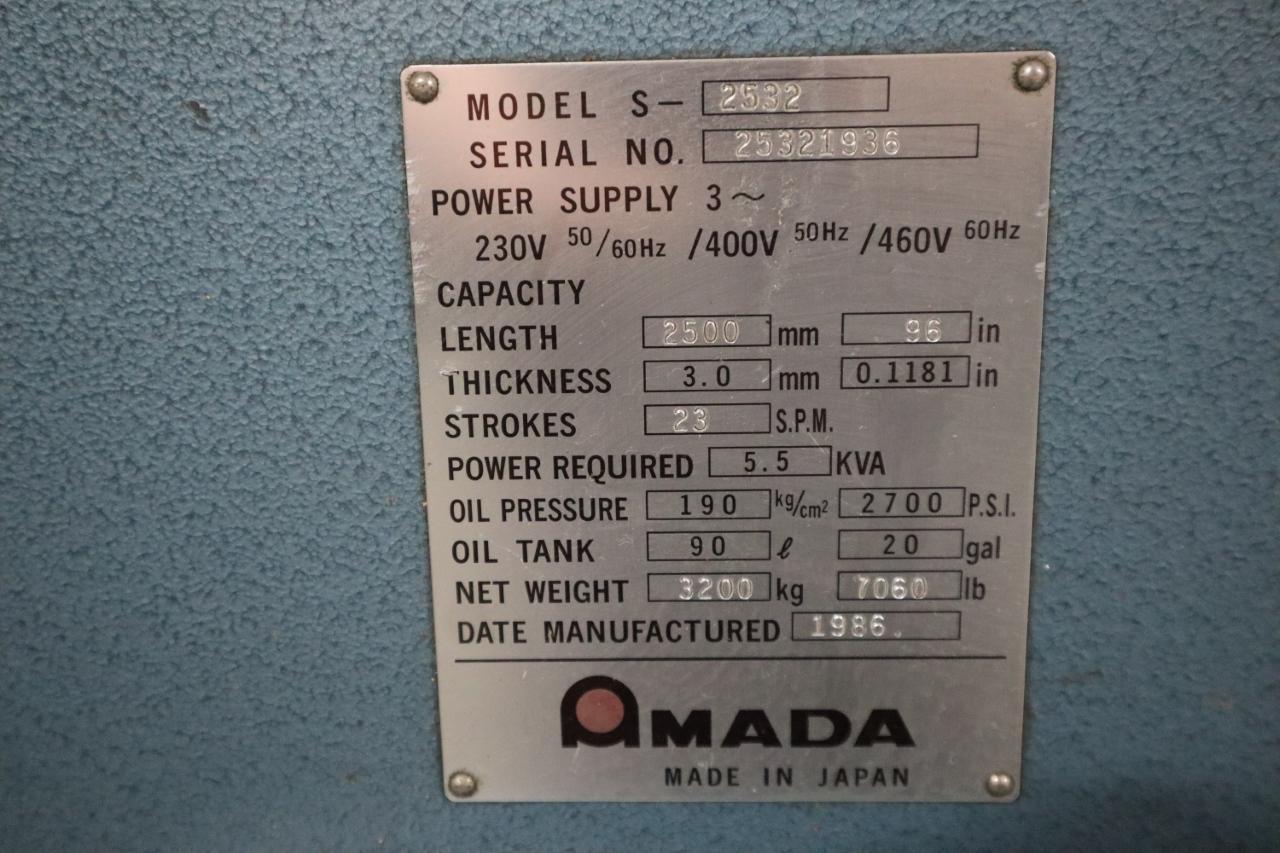 MODEL S— 2532
SERIAL NO. 25321936
POWER SUPPLY 3~
230V 50/60Hz /400V 50Hz /460V 60Hz
CAPACITY
LENGTH 2500 mm 96 in
THICKNESS 3.0 mm 0.1181 in
STROKES 23 S.P.M.
POWER REQUIRED 5.5 KVA
OIL PRESSURE 190 kg/cm² 2700 P.S.I.
OIL TANK 90 ℓ 20 gal
NET WEIGHT 3200 kg 7060 lb
DATE MANUFACTURED 1986.
AMADA
MADE IN JAPAN